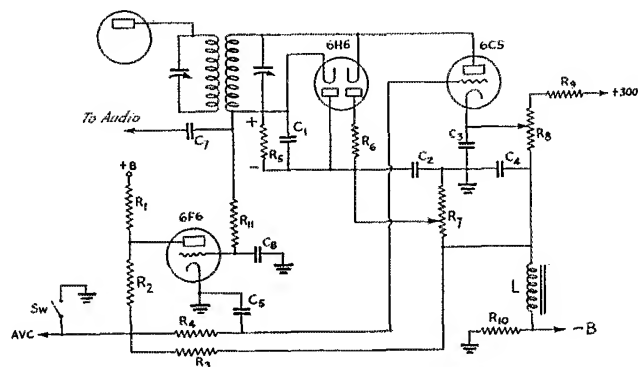 6H6
6C5
R9
+300
To Audio
C7
+
R5
-
C1
R6
C3
R8
C2
C4
+B
R1
6F6
R11
C8
R7
R2
Sw
C5
L
AVC
R4
R10
-B
R3